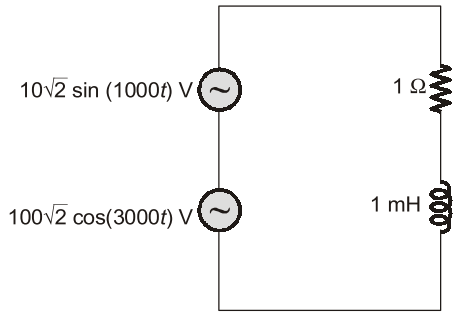 10√2 sin (1000t) V
1 Ω
100√2 cos(3000t) V
1 mH